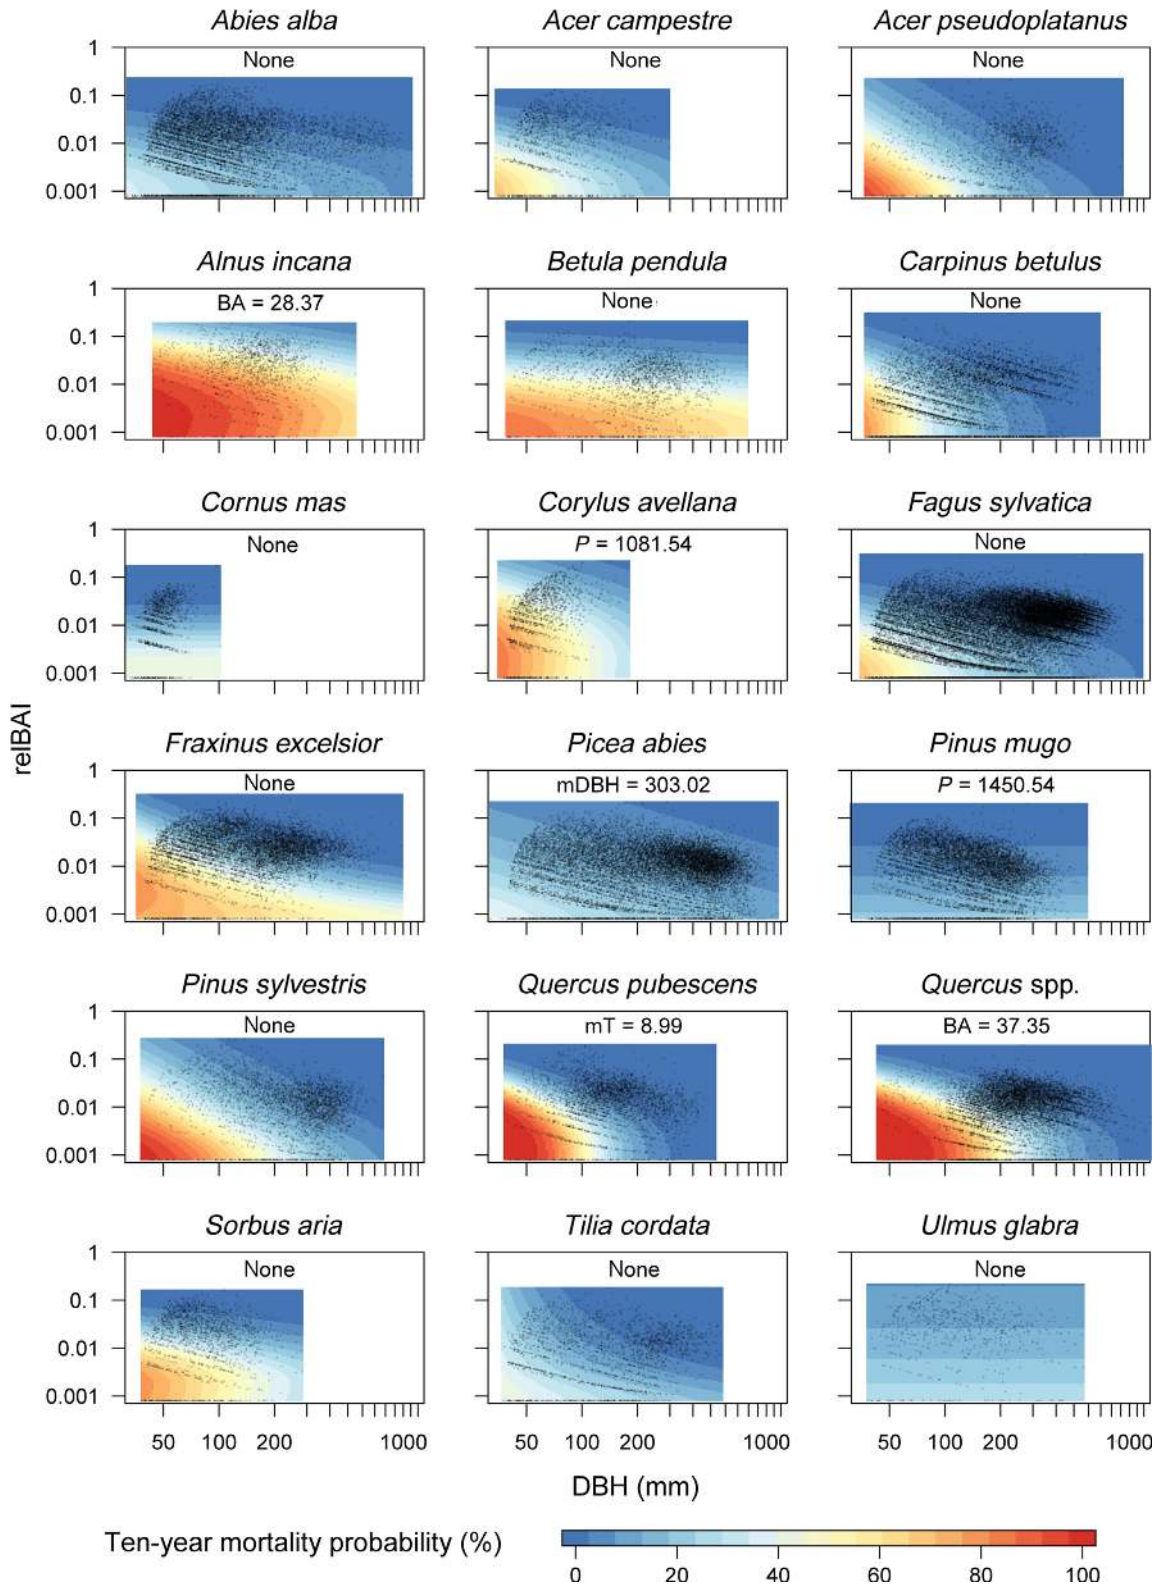 Abies alba Acer campestre Acer pseudoplatanus
1 None None None
0.1
0.01
0.001
Alnus incana Betula pendula Carpinus betulus
1 BA = 28.37 None None
0.1
0.01
0.001
Cornus mas Corylus avellana Fagus sylvatica
1 None P = 1081.54 None
0.1
0.01
0.001
relBAI
Fraxinus excelsior Picea abies Pinus mugo
1 None mDBH = 303.02 P = 1450.54
0.1
0.01
0.001
Pinus sylvestris Quercus pubescens Quercus spp.
1 None mT = 8.99 BA = 37.35
0.1
0.01
0.001
Sorbus aria Tilia cordata Ulmus glabra
1 None None None
0.1
0.01
0.001
50 100 200 1000 50 100 200 1000 50 100 200 1000
DBH (mm)
Ten-year mortality probability (%)
0 20 40 60 80 100